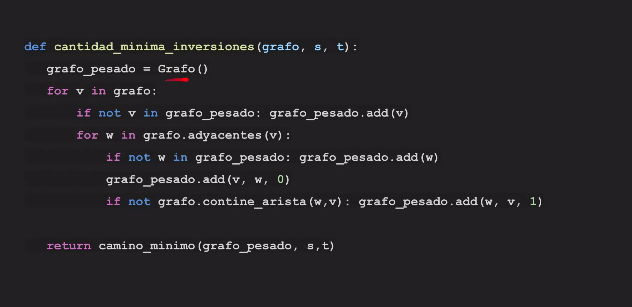 def cantidad_minima_inversiones(grafo, s, t):
grafo_pesado = Grafo()
for v in grafo:
if not v in grafo_pesado: grafo_pesado.add(v)
for w in grafo.adyacentes(v):
if not w in grafo_pesado: grafo_pesado.add(w)
grafo_pesado.add(v, w, 0)
if not grafo.contine_arista(w,v): grafo_pesado.add(w, v, 1)
return camino_minimo(grafo_pesado, s,t)